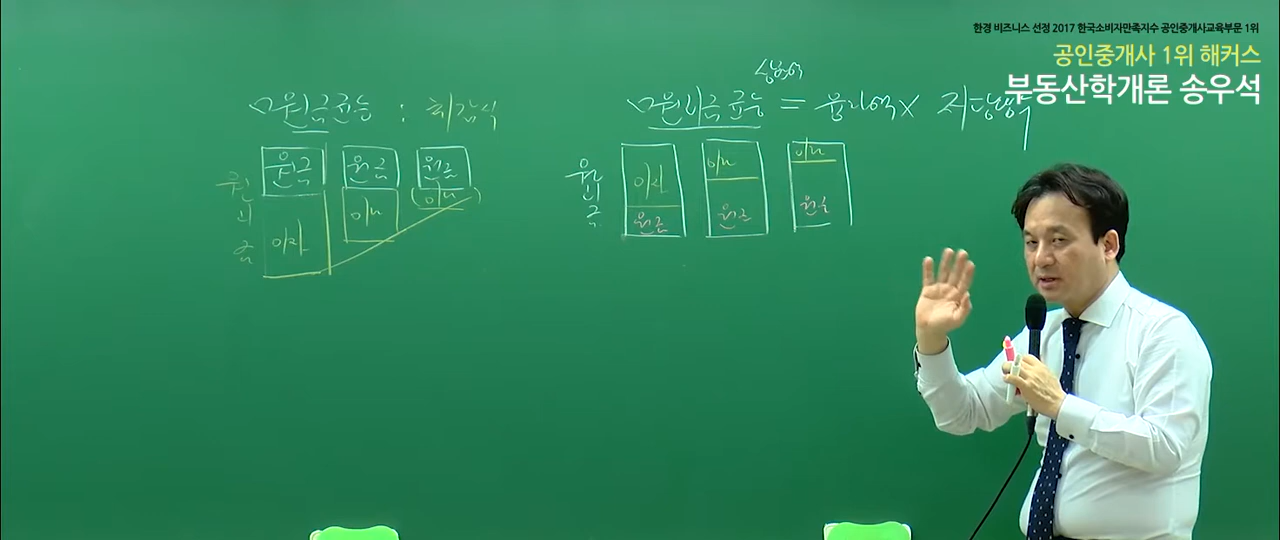 한경 비즈니스 선정 2017 한국소비자만족지수 공인중개사교육부문 1위
공인중개사 1위 해커스
부동산학개론 송우석
상환액
원금균등 : 체감식
원리금균등 = 융자액 × 저당상수
원금 원금 원금
이자 이자 (이자)
원리금
이자 이자 이자
원금 원금 원금
원리금